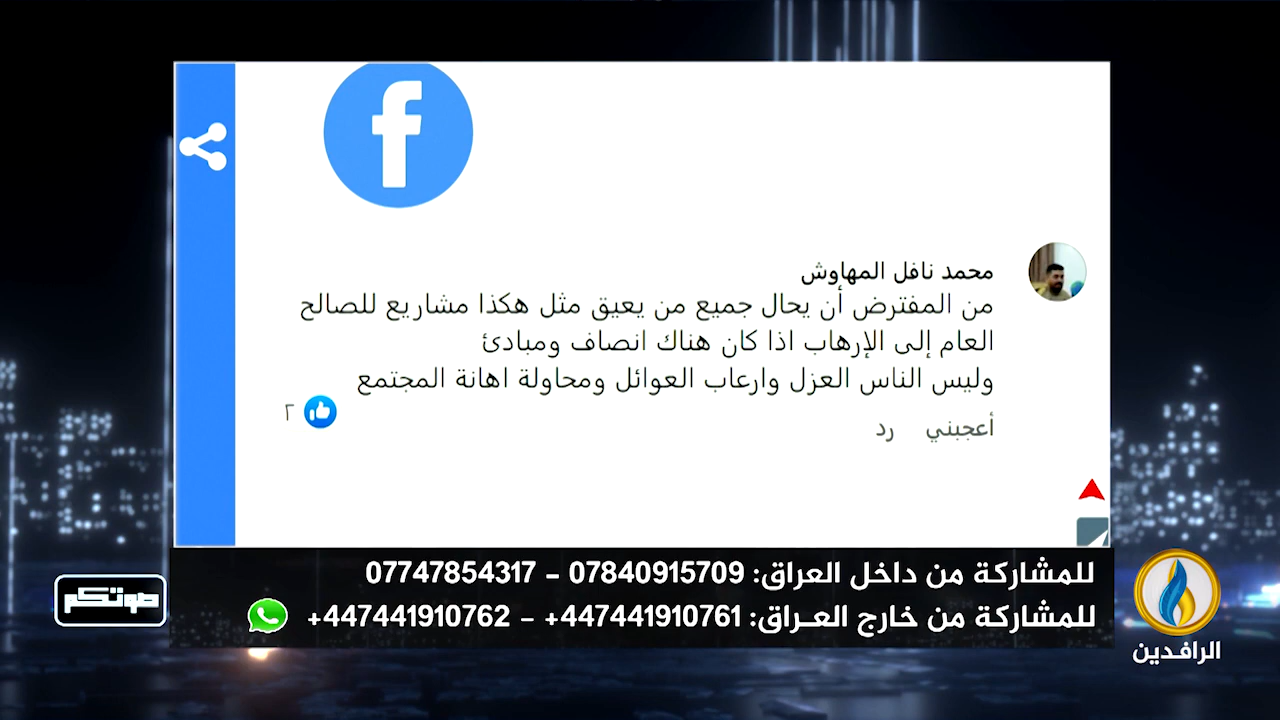 محمد نافل المهاوش
من المفترض أن يحال جميع من يعيق مثل هكذا مشاريع للصالح
العام إلى الإرهاب اذا كان هناك انصاف ومبادئ
وليس الناس العزل وارعاب العوائل ومحاولة اهانة المجتمع
٢
أعجبني رد
للمشاركة من داخل العراق: 07840915709 - 07747854317
للمشاركة من خارج العـراق: 447441910761+ - 447441910762+
صوتكم
الرافدين